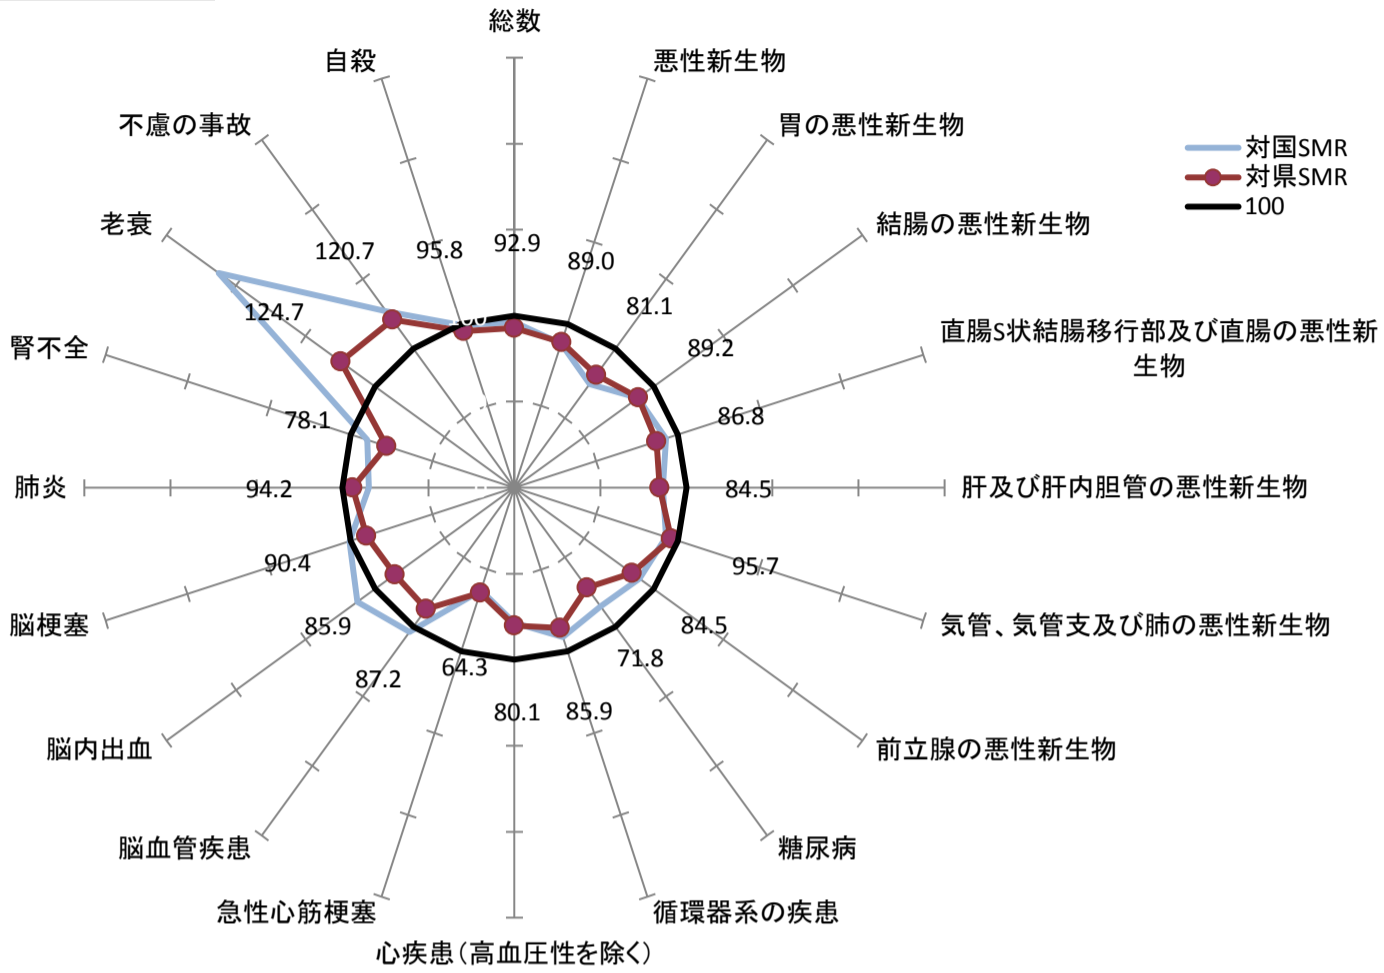 総数
自殺
悪性新生物
不慮の事故
胃の悪性新生物
対国SMR
対県SMR
100
老衰
結腸の悪性新生物
120.7
95.8
92.9
89.0
81.1
124.7
100
89.2
直腸S状結腸移行部及び直腸の悪性新
生物
腎不全
78.1
86.8
肺炎
94.2
84.5
肝及び肝内胆管の悪性新生物
90.4
95.7
脳梗塞
気管、気管支及び肺の悪性新生物
85.9
84.5
87.2
64.3
71.8
80.1
85.9
脳内出血
前立腺の悪性新生物
脳血管疾患
糖尿病
急性心筋梗塞
循環器系の疾患
心疾患(高血圧性を除く)